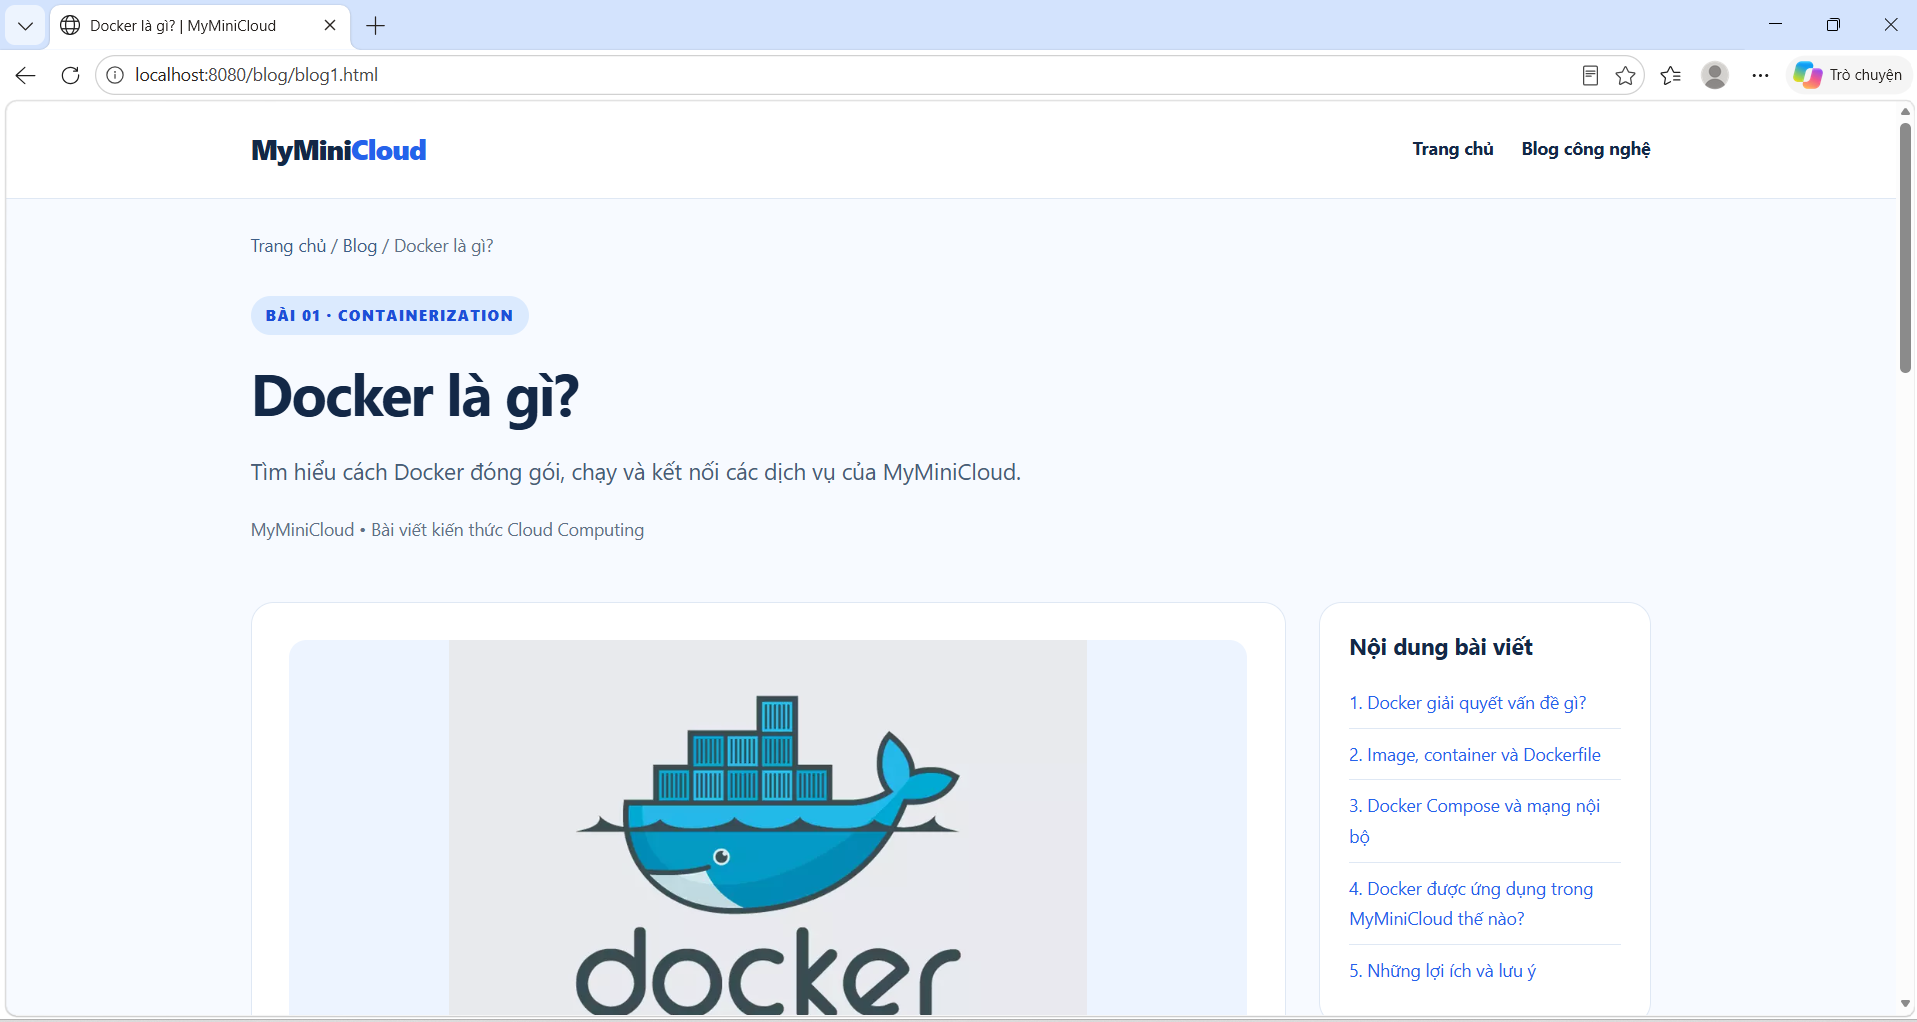 Docker là gì? | MyMiniCloud
localhost:8080/blog/blog1.html
Trò chuyện
MyMiniCloud
Trang chủ
Blog công nghệ
Trang chủ / Blog / Docker là gì?
BÀI 01 · CONTAINERIZATION
Docker là gì?
Tìm hiểu cách Docker đóng gói, chạy và kết nối các dịch vụ của MyMiniCloud.
MyMiniCloud • Bài viết kiến thức Cloud Computing
docker
Nội dung bài viết
1. Docker giải quyết vấn đề gì?
2. Image, container và Dockerfile
3. Docker Compose và mạng nội
bộ
4. Docker được ứng dụng trong
MyMiniCloud thế nào?
5. Những lợi ích và lưu ý